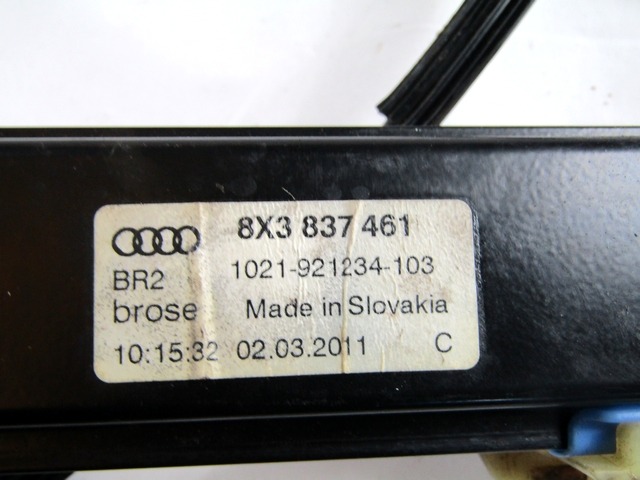 8X3 837 461
BR2 1021-921234-103
brose Made in Slovakia
10:15:32 02.03.2011 C